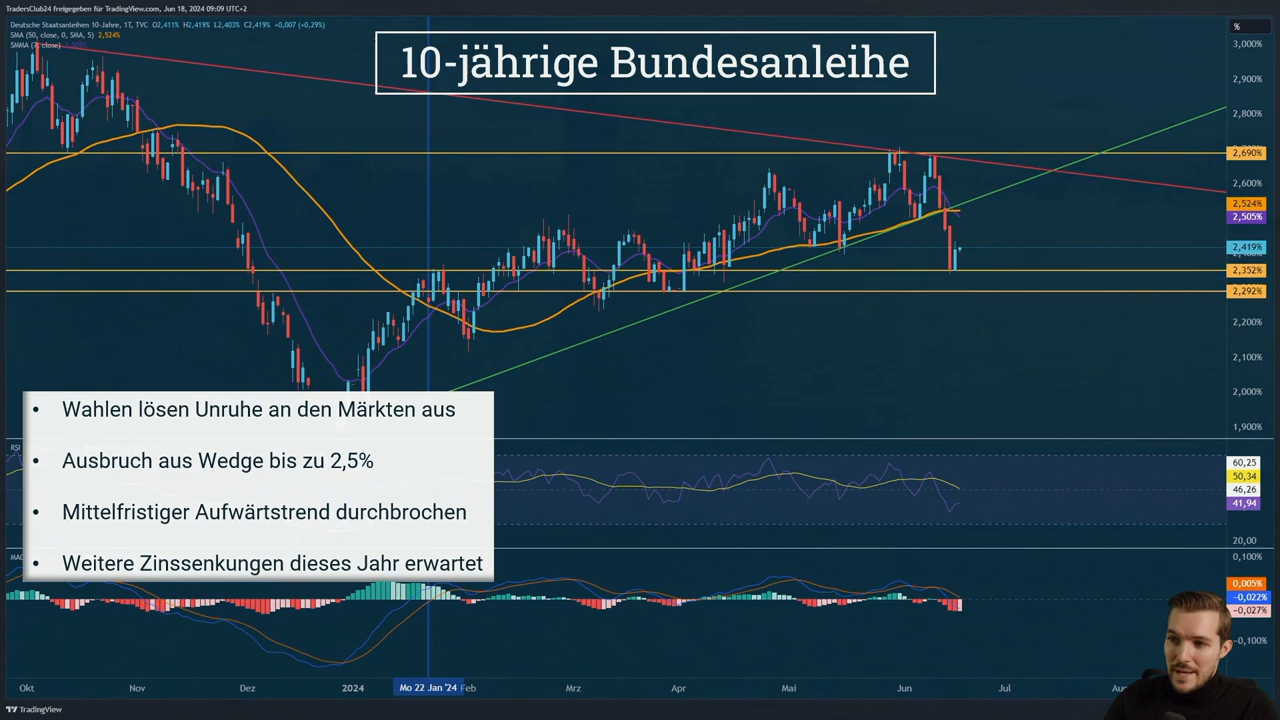 TradersClub24 freigegeben für TradingView.com, Jun 18, 2024 09:09 UTC+2
Deutsche Staatsanleihen 10-Jahre, 1T, TVC O2,411% H2,419% L2,403% C2,419% +0,007 (+0,29%)
SMA (50, close, 0, SMA, 5) 2,524%
SMMA (7, close)
10-jährige Bundesanleihe
%
3,000%
2,900%
2,800%
2,690%
2,600%
2,524%
2,505%
2,419%
2,352%
2,292%
2,200%
2,100%
2,000%
1,900%
• Wahlen lösen Unruhe an den Märkten aus
• Ausbruch aus Wedge bis zu 2,5%
• Mittelfristiger Aufwärtstrend durchbrochen
• Weitere Zinssenkungen dieses Jahr erwartet
RSI
60,25
50,34
46,26
41,94
20,00
0,100%
0,005%
−0,022%
−0,027%
−0,100%
Okt Nov Dez 2024 Mo 22 Jan '24 Feb Mrz Apr Mai Jun Jul
TradingView